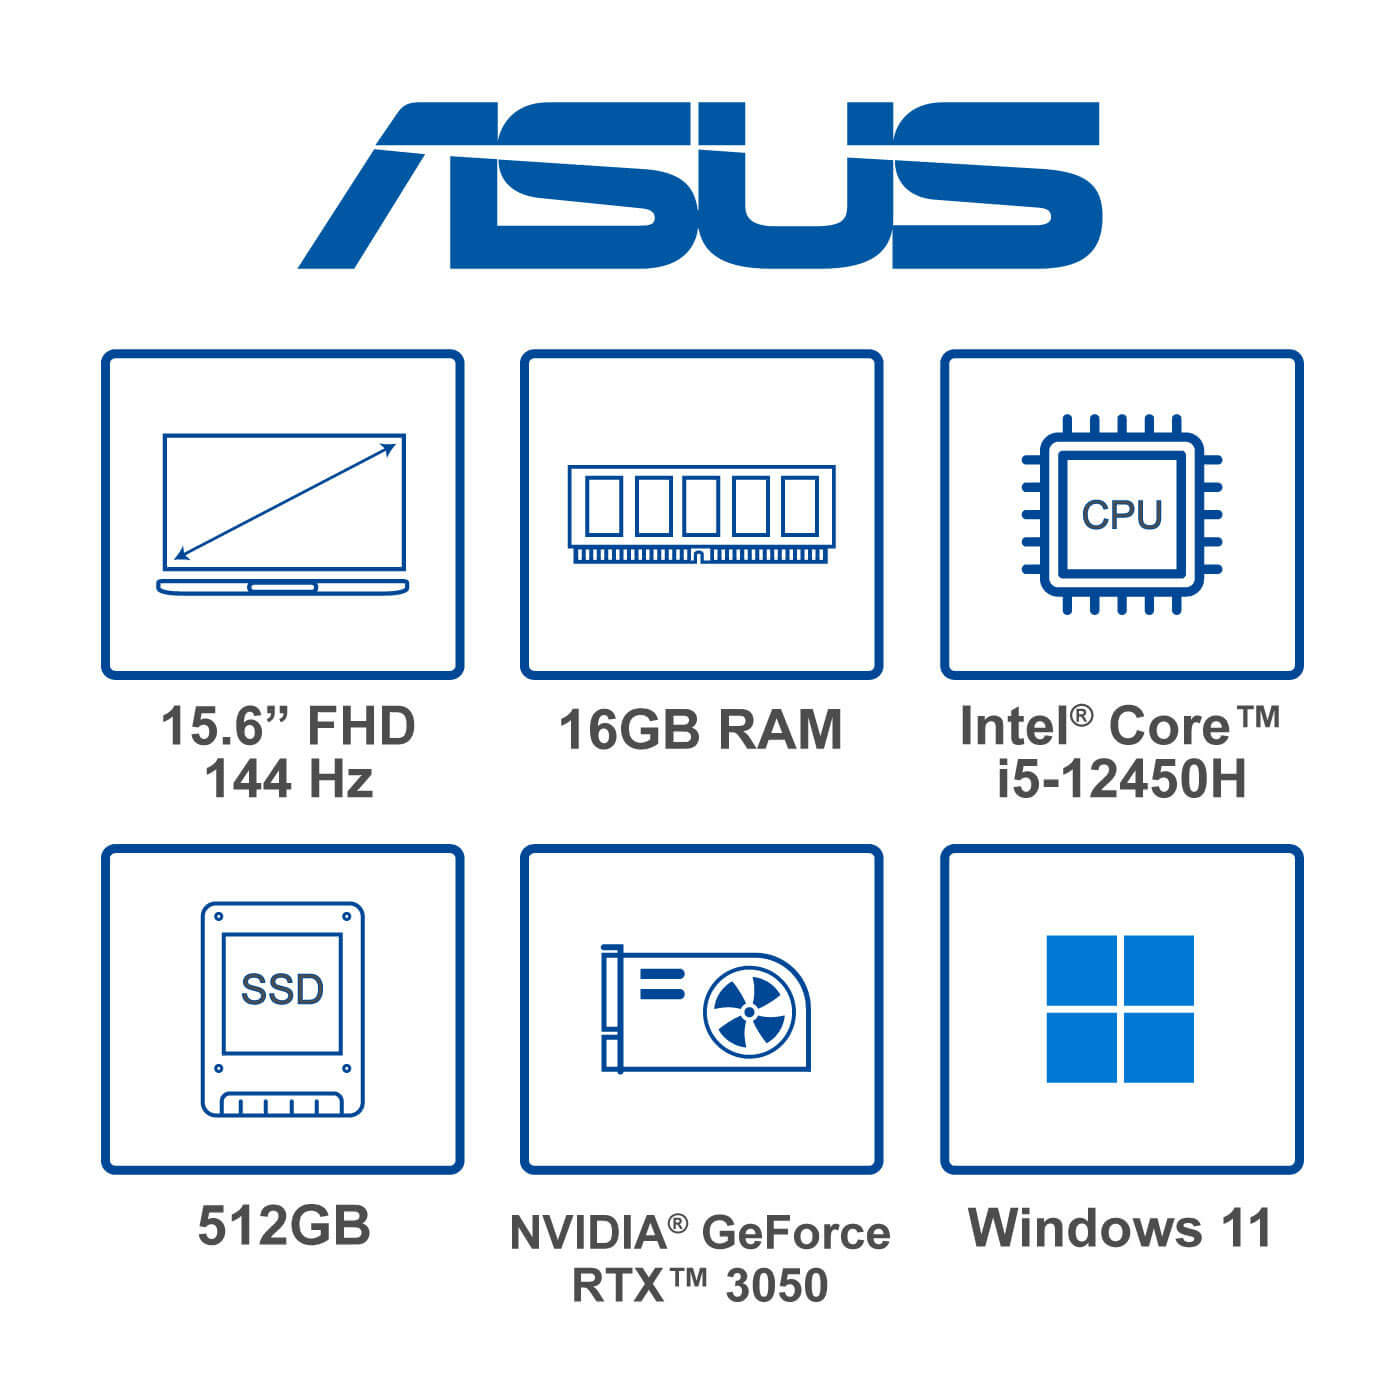 ASUS
15.6” FHD
144 Hz
16GB RAM
CPU
Intel® Core™
i5-12450H
SSD
512GB
NVIDIA® GeForce
RTX™ 3050
Windows 11